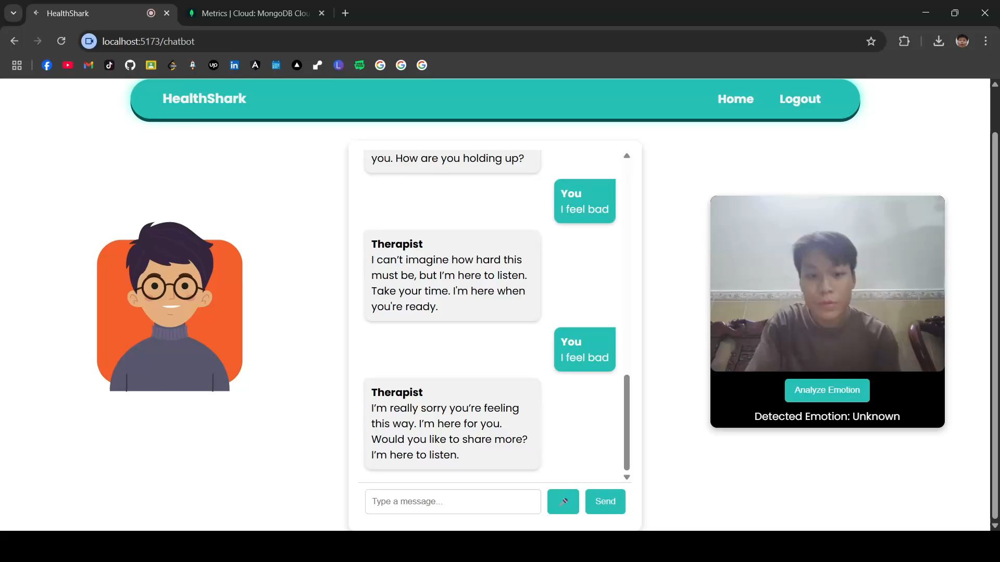 HealthShark
Metrics | Cloud: MongoDB Clou
localhost:5173/chatbot
HealthShark
Home
Logout
you. How are you holding up?
You
I feel bad
Therapist
I can’t imagine how hard this
must be, but I’m here to listen.
Take your time. I'm here when
you're ready.
You
I feel bad
Therapist
I’m really sorry you’re feeling
this way. I’m here for you.
Would you like to share more?
I’m here to listen.
Type a message...
Send
Analyze Emotion
Detected Emotion: Unknown